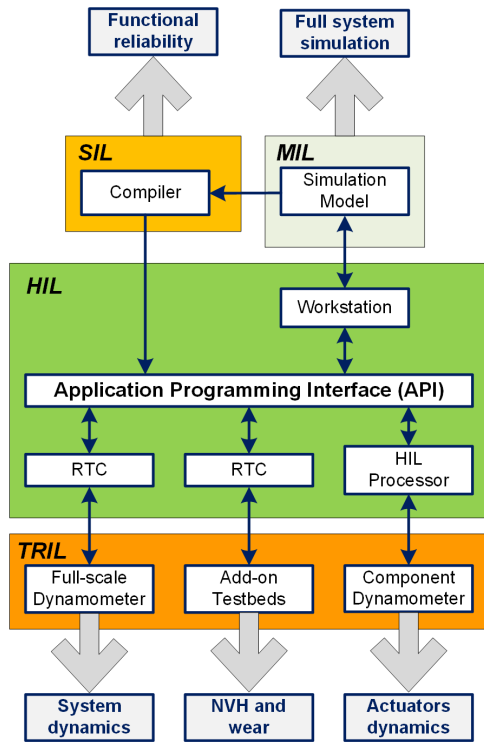 Functional
reliability
Full system
simulation
SIL
MIL
Compiler
Simulation
Model
HIL
Workstation
Application Programming Interface (API)
RTC
RTC
HIL
Processor
TRIL
Full-scale
Dynamometer
Add-on
Testbeds
Component
Dynamometer
System
dynamics
NVH and
wear
Actuators
dynamics